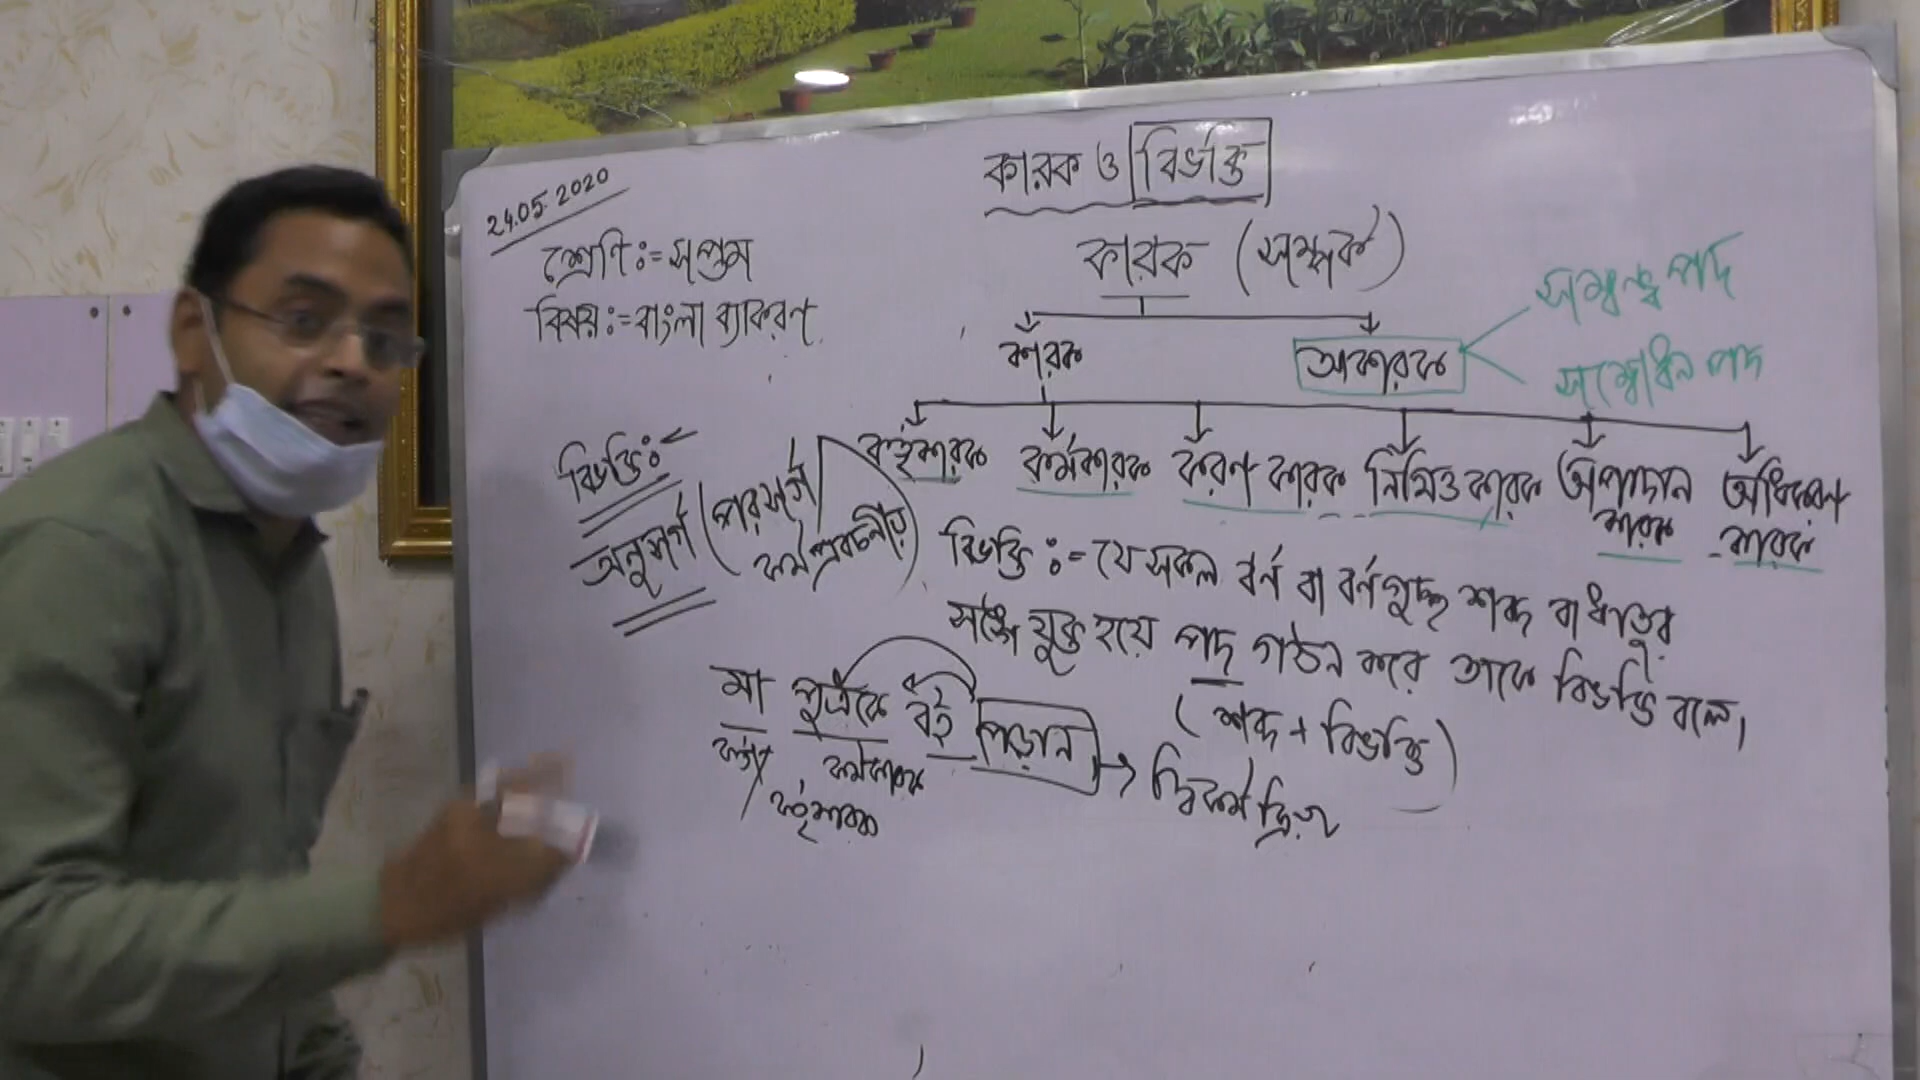 24.05.2020
কারক ও বিভক্তি
শ্রেণি:=সপ্তম
বিষয়:=বাংলা ব্যাকরণ
কারক (সম্পর্ক)
কারক
অকারক
সম্বন্ধ পদ
সম্বোধন পদ
কর্তৃকারক
কর্মকারক
করণ কারক
নিমিত্ত কারক
অপাদান
কারক
অধিকরণ
কারক
বিভক্তি:
অনুসর্গ (পরসর্গ/
কর্মপ্রবচনীয়)
বিভক্তি:= যে সকল বর্ণ বা বর্ণগুচ্ছ শব্দ বা ধাতুর
সঙ্গে যুক্ত হয়ে পদ গঠন করে তাকে বিভক্তি বলে।
(শব্দ + বিভক্তি)
মা পুত্রকে বই পড়ান → দ্বিকর্ম ক্রিয়া
কর্তা
কর্মকারক
কর্তৃকারক